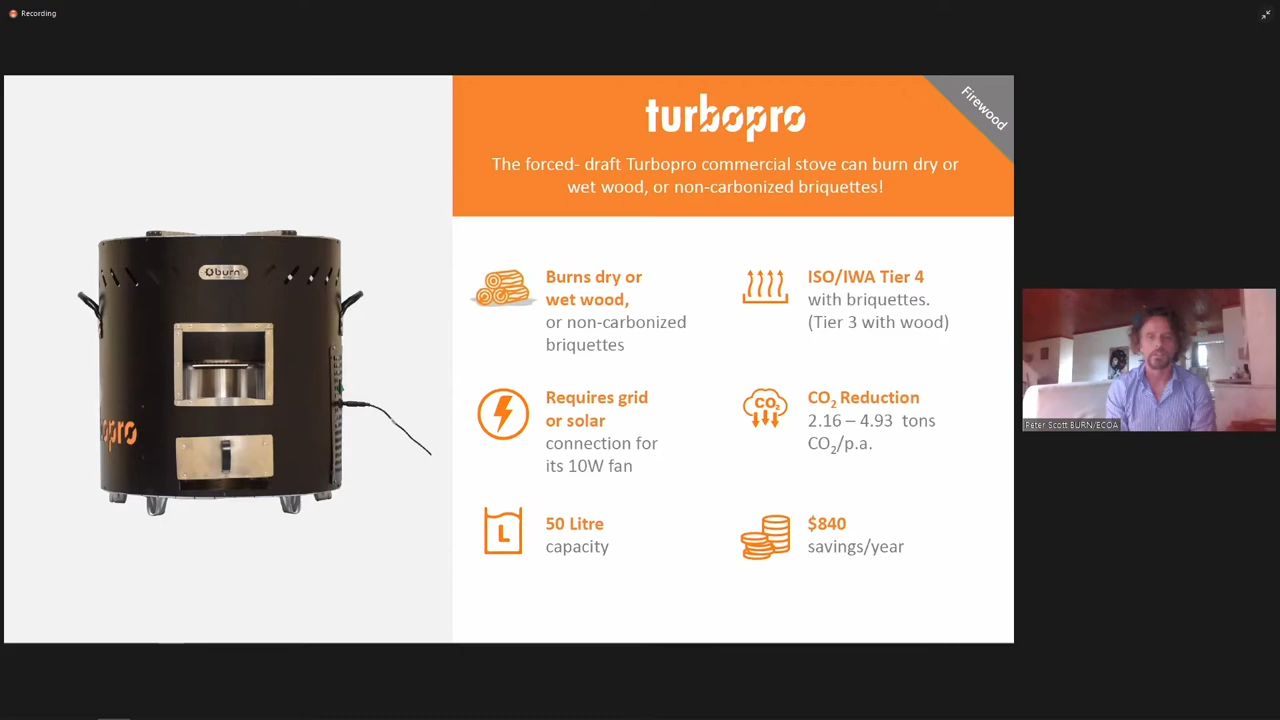 Recording
turbopro
Firewood
The forced- draft Turbopro commercial stove can burn dry or
wet wood, or non-carbonized briquettes!
burn
opro
Burns dry or
wet wood,
or non-carbonized
briquettes
ISO/IWA Tier 4
with briquettes.
(Tier 3 with wood)
Requires grid
or solar
connection for
its 10W fan
CO2
CO₂ Reduction
2.16 – 4.93 tons
CO₂/p.a.
L
50 Litre
capacity
$840
savings/year
Peter Scott BURN/ECOA